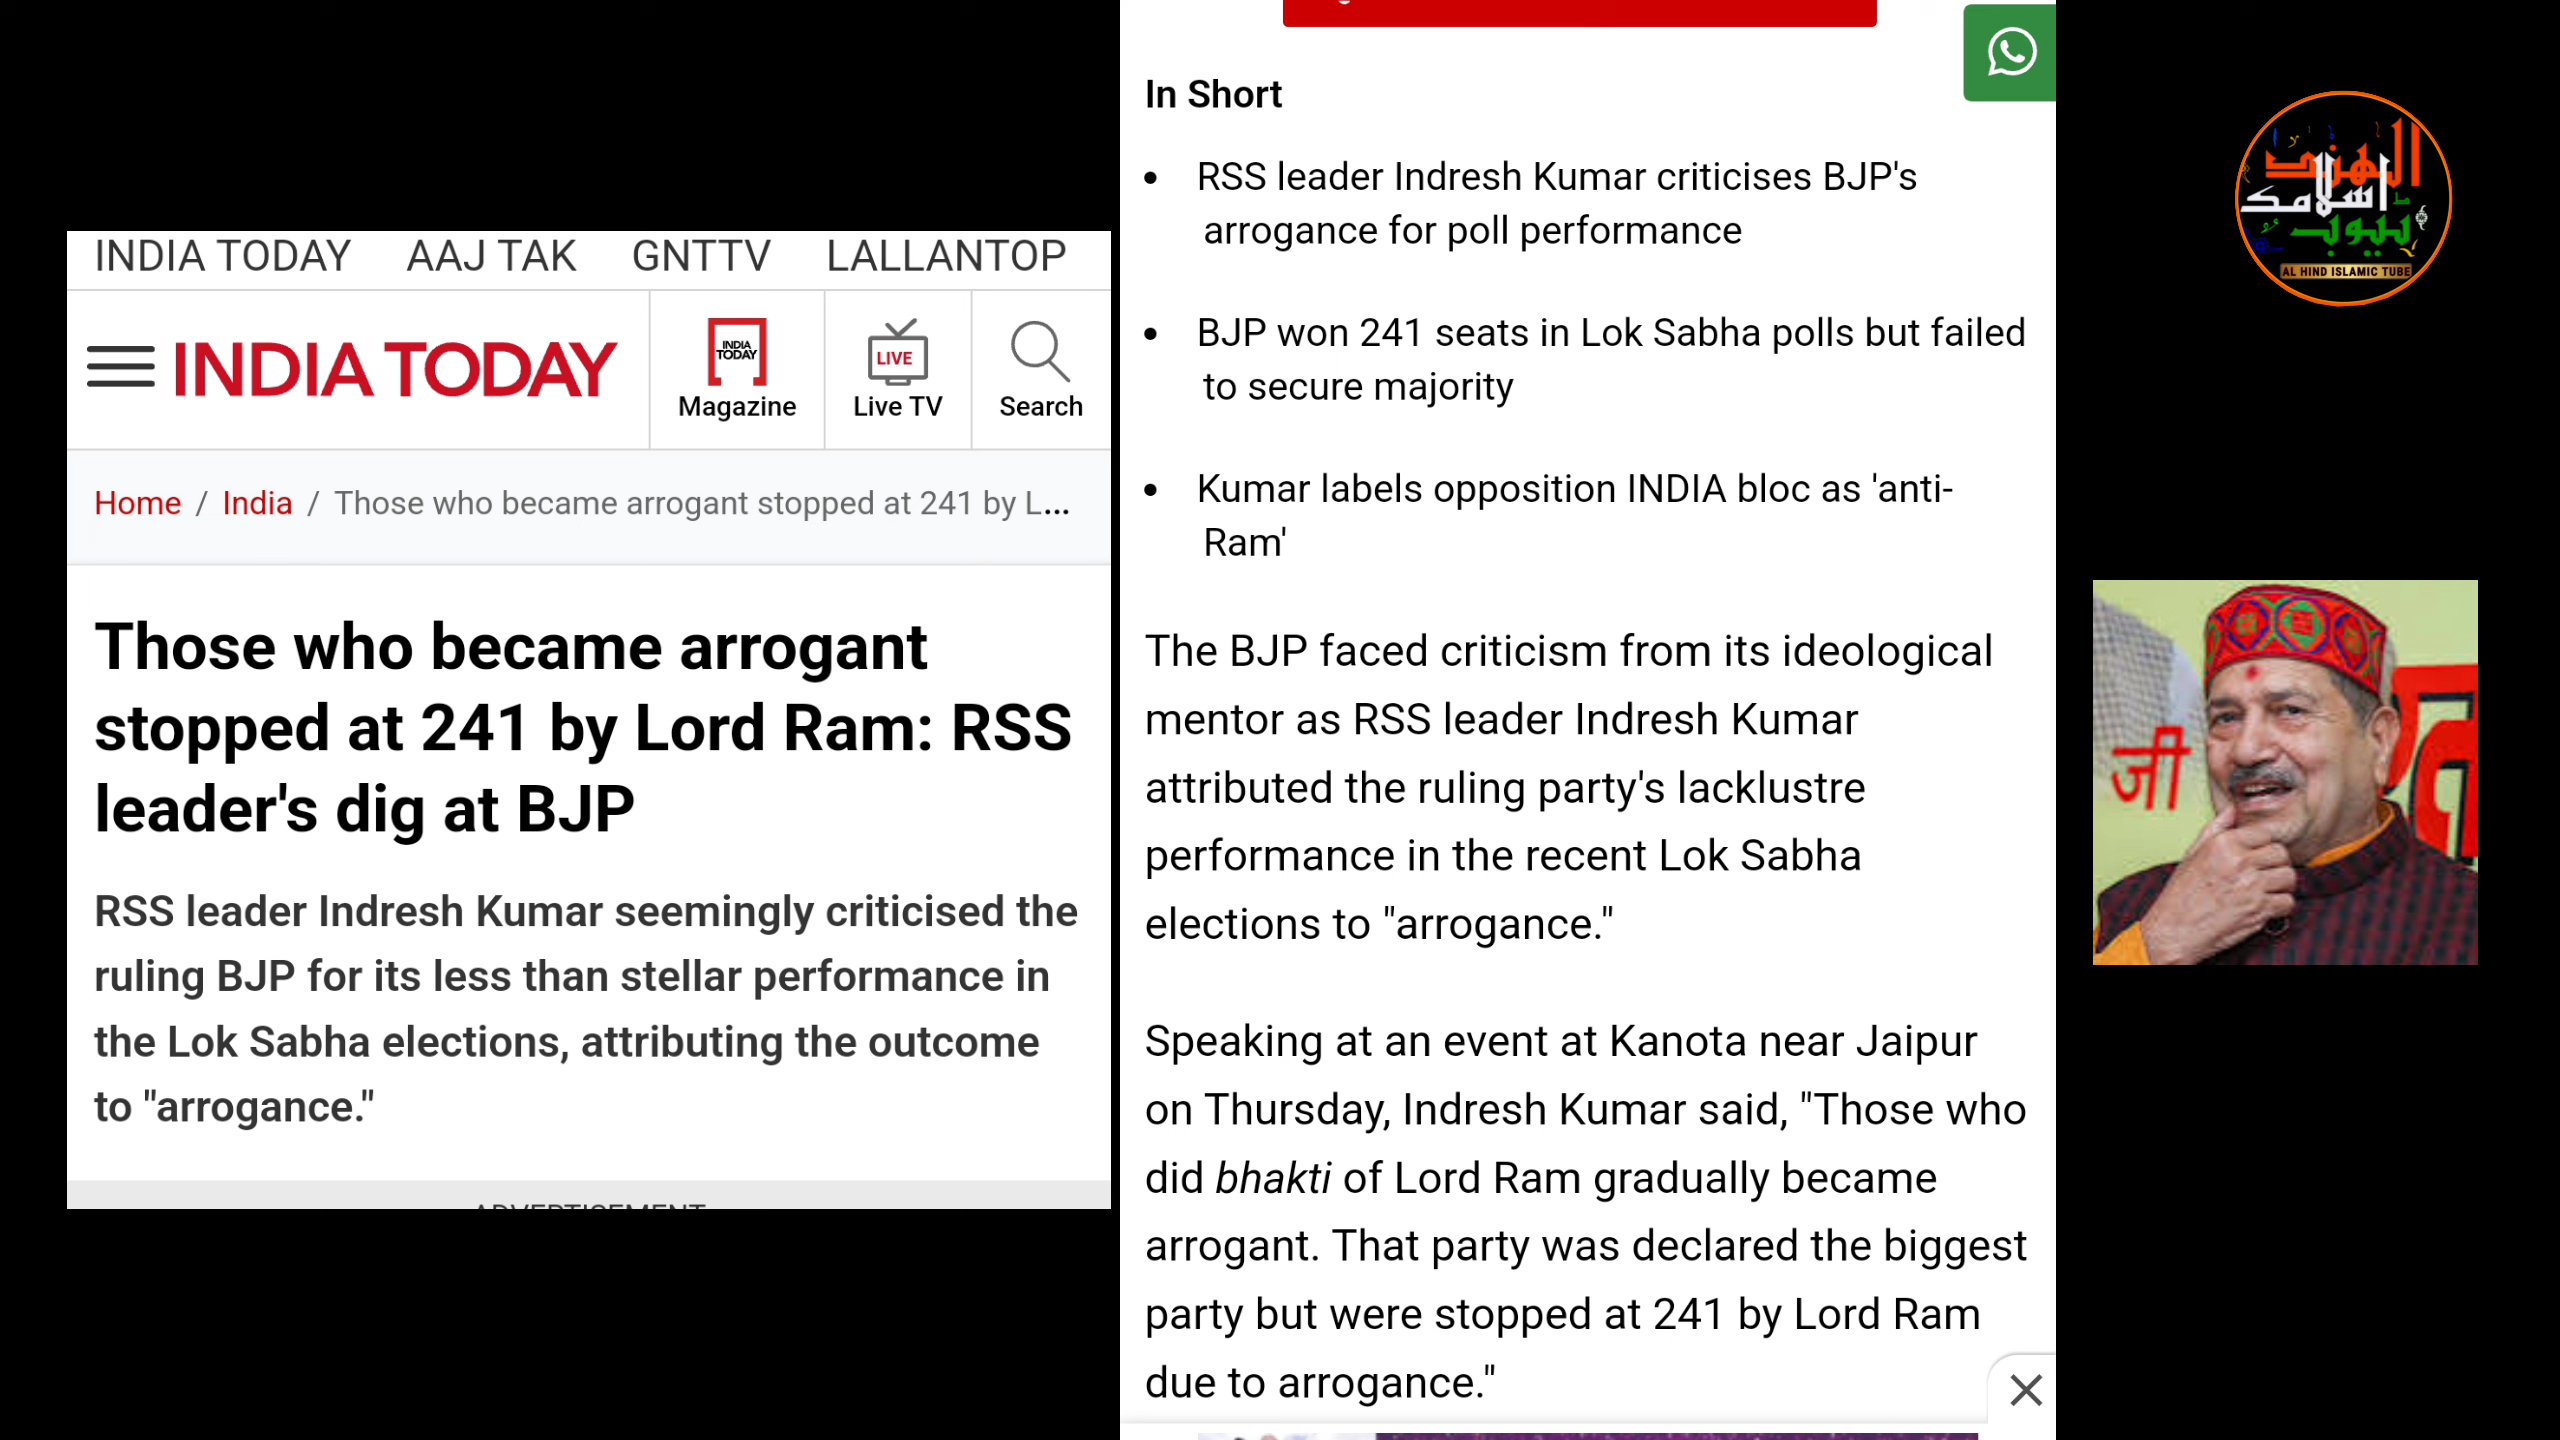 INDIA TODAY AAJ TAK GNTTV LALLANTOP
INDIA TODAY
INDIA
TODAY
Magazine
LIVE
Live TV
Search
Home / India / Those who became arrogant stopped at 241 by L...
Those who became arrogant
stopped at 241 by Lord Ram: RSS
leader's dig at BJP
RSS leader Indresh Kumar seemingly criticised the
ruling BJP for its less than stellar performance in
the Lok Sabha elections, attributing the outcome
to "arrogance."
ADVERTISEMENT
In Short
• RSS leader Indresh Kumar criticises BJP's
arrogance for poll performance
• BJP won 241 seats in Lok Sabha polls but failed
to secure majority
• Kumar labels opposition INDIA bloc as 'anti-
Ram'
The BJP faced criticism from its ideological
mentor as RSS leader Indresh Kumar
attributed the ruling party's lacklustre
performance in the recent Lok Sabha
elections to "arrogance."
Speaking at an event at Kanota near Jaipur
on Thursday, Indresh Kumar said, "Those who
did bhakti of Lord Ram gradually became
arrogant. That party was declared the biggest
party but were stopped at 241 by Lord Ram
due to arrogance."
الهند
اسلامک
ٹیوب
AL HIND ISLAMIC TUBE
जी